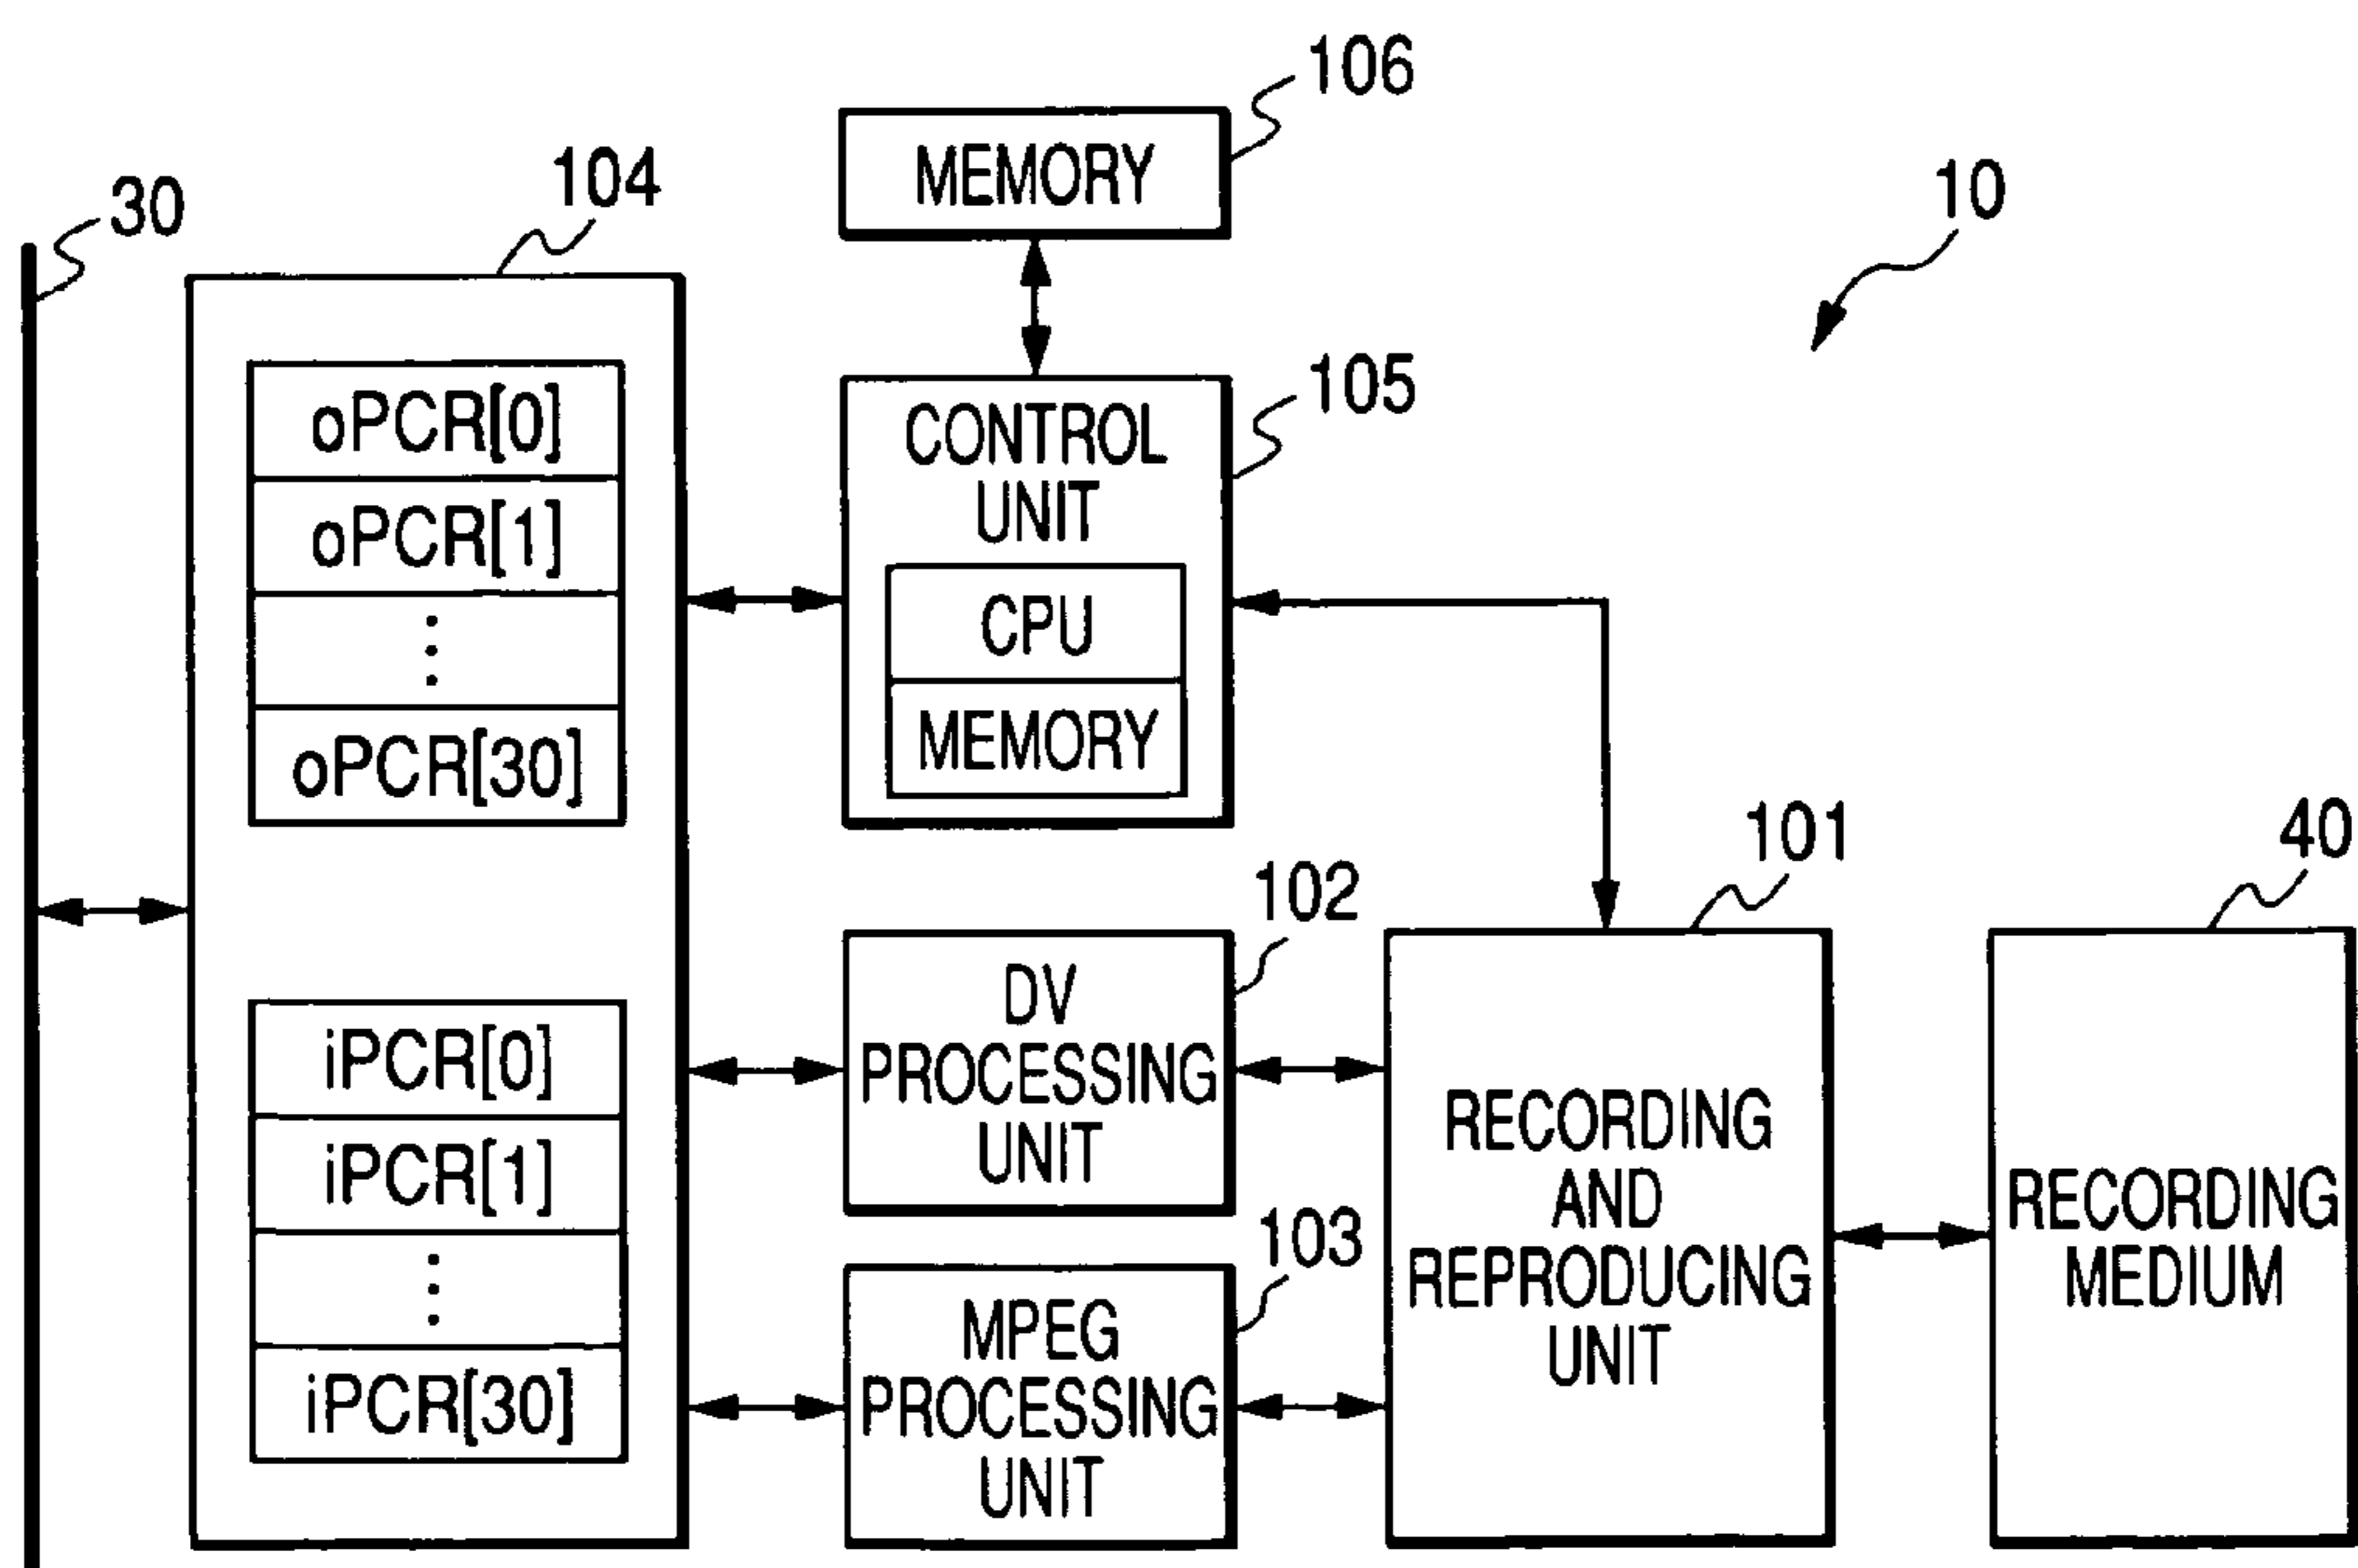 106
MEMORY
30
104
10
105
oPCR[0]
oPCR[1]
oPCR[30]
CONTROL
UNIT
CPU
MEMORY
101
40
102
DV
PROCESSING
UNIT
iPCR[0]
iPCR[1]
iPCR[30]
103
MPEG
PROCESSING
UNIT
RECORDING
AND
REPRODUCING
UNIT
RECORDING
MEDIUM